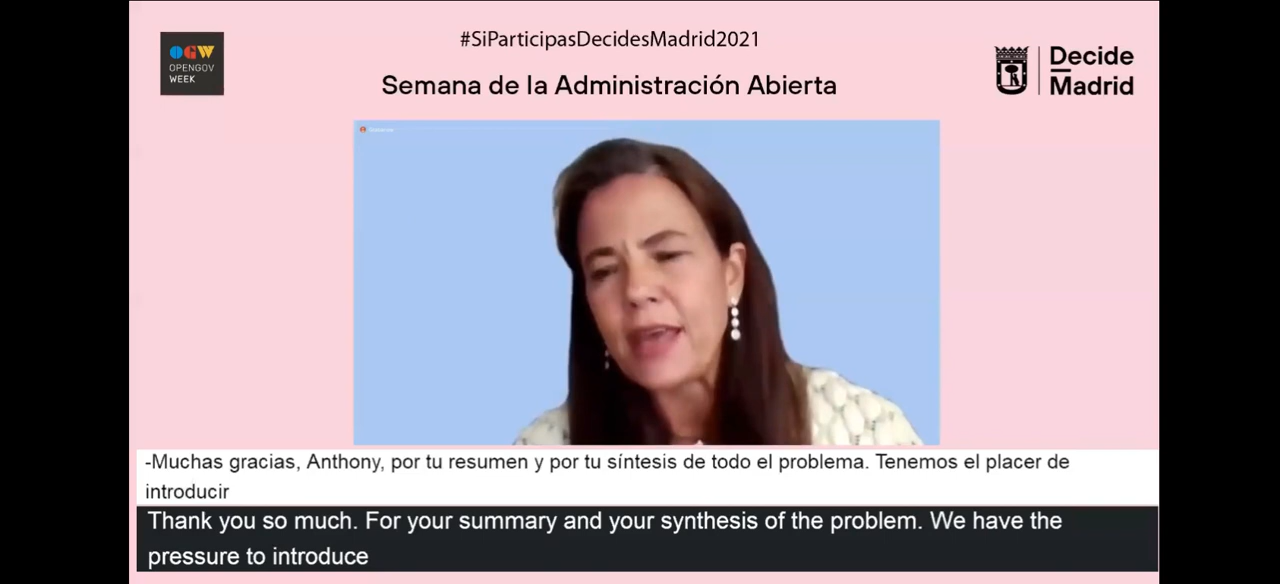 #SiParticipasDecidesMadrid2021
OGW
OPENGOV
WEEK
Semana de la Administración Abierta
Decide
Madrid
-Muchas gracias, Anthony, por tu resumen y por tu síntesis de todo el problema. Tenemos el placer de
introducir
Thank you so much. For your summary and your synthesis of the problem. We have the
pressure to introduce